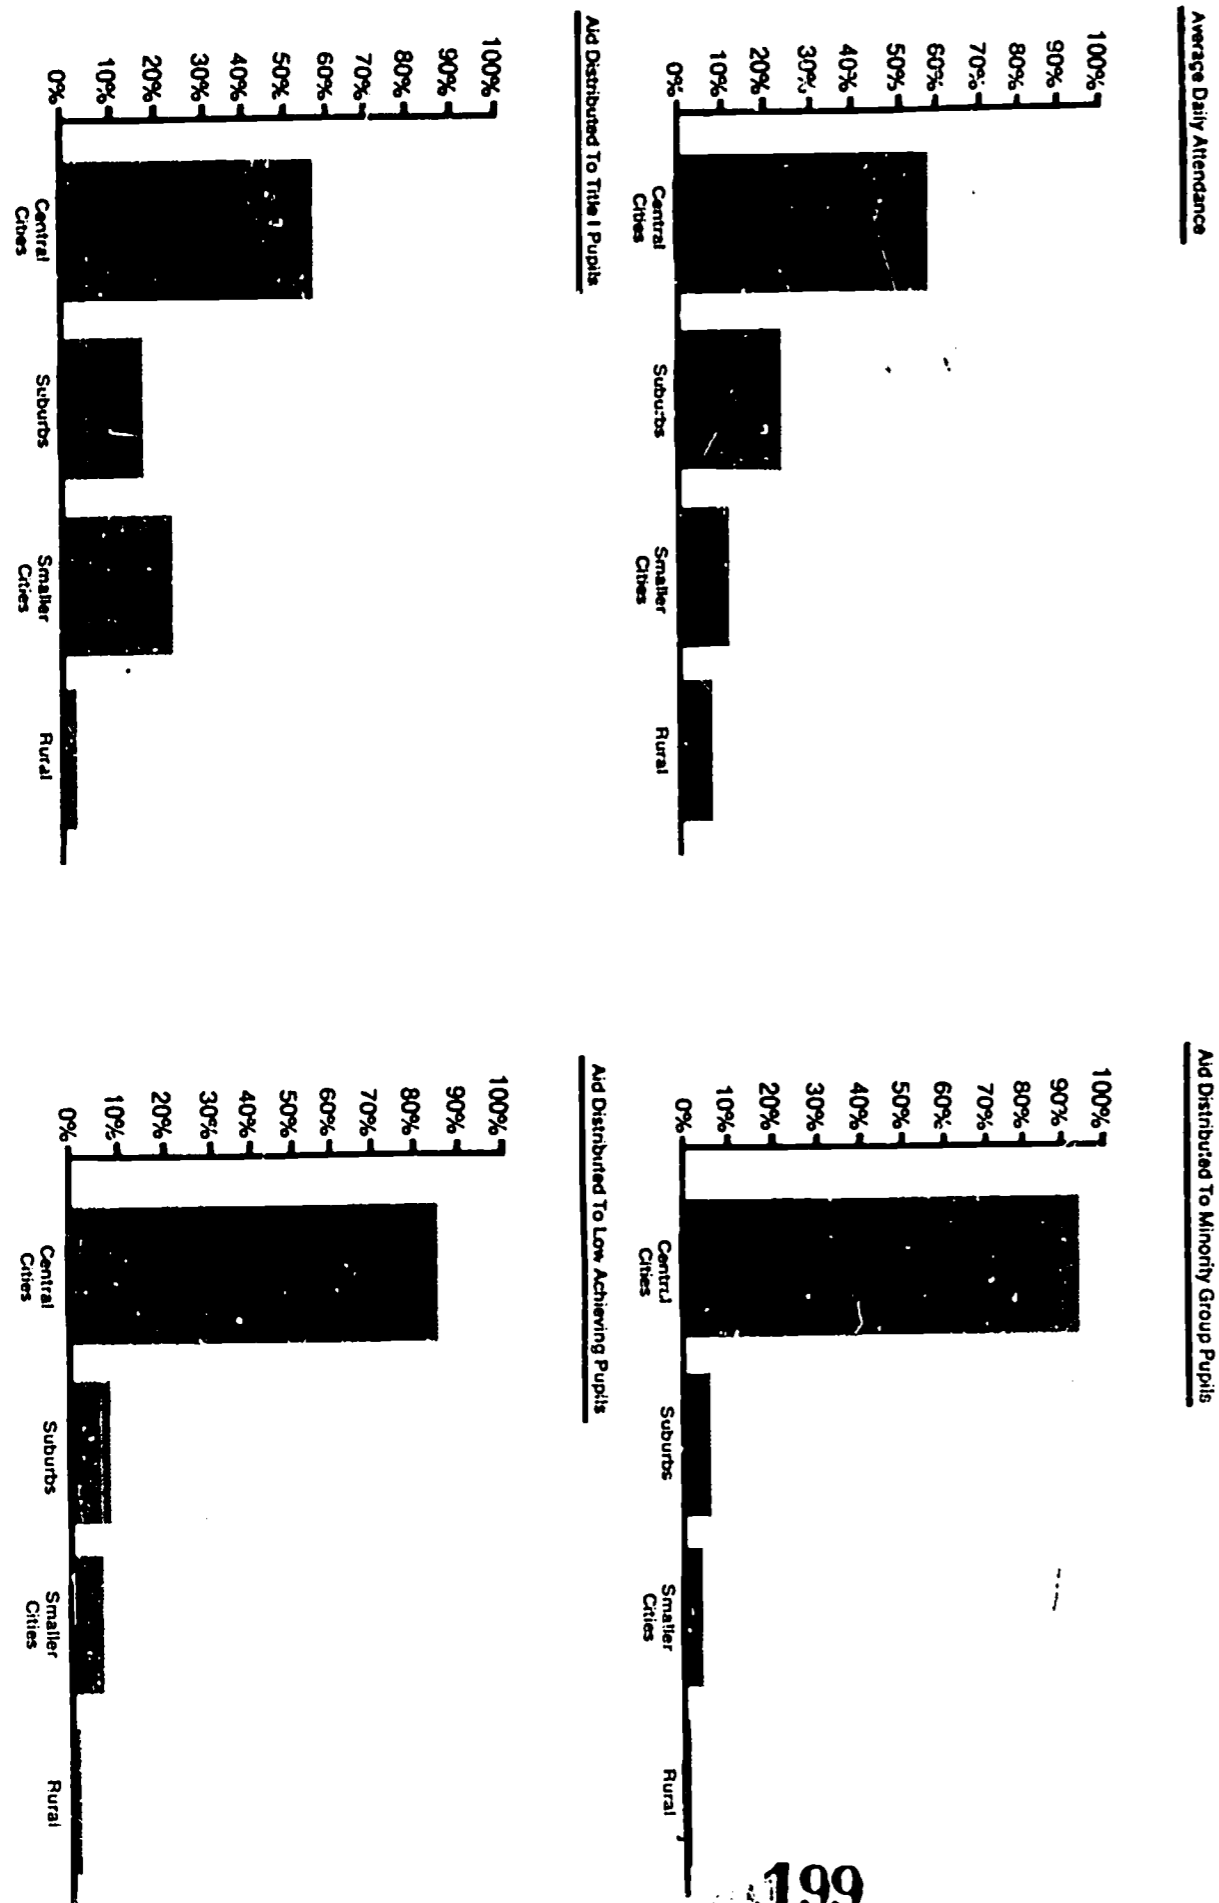 Average Daily Attendance
100%
90%
80%
70%
60%
50%
40%
30%
20%
10%
0%
Central
Cities
Suburbs
Smaller
Cities
Rural
Aid Distributed To Minority Group Pupils
100%
90%
80%
70%
60%
50%
40%
30%
20%
10%
0%
Central
Cities
Suburbs
Smaller
Cities
Rural
Aid Distributed To Title I Pupils
100%
90%
80%
70%
60%
50%
40%
30%
20%
10%
0%
Central
Cities
Suburbs
Smaller
Cities
Rural
Aid Distributed To Low Achieving Pupils
100%
90%
80%
70%
60%
50%
40%
30%
20%
10%
0%
Central
Cities
Suburbs
Smaller
Cities
Rural
199